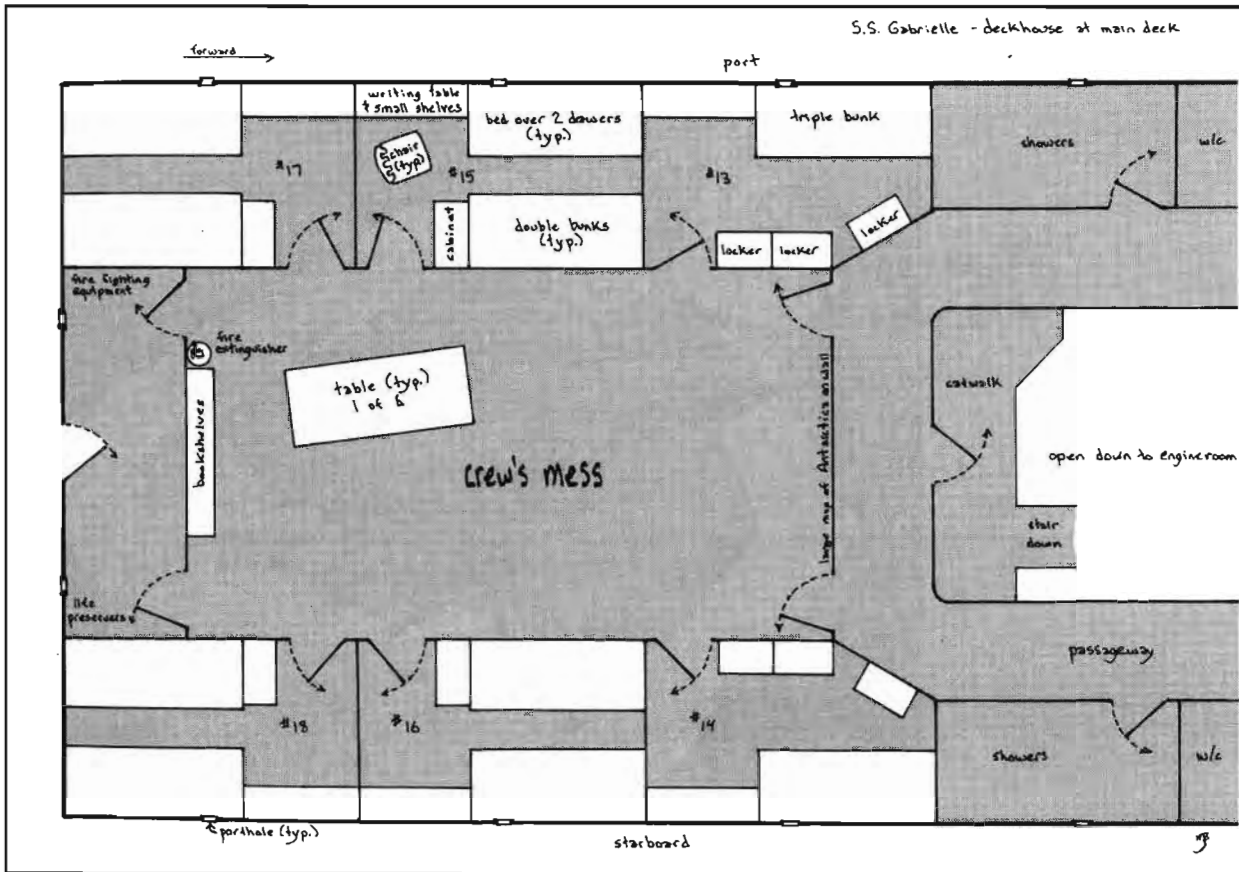 S.S. Gabrielle - deckhouse at main deck
forward
port
writing table
& small shelves
bed over 2 dawers
(typ.)
triple bunk
showers
w/c
chair
(typ)
#17
#15
#13
cabinet
double bunks
(typ.)
locker
locker
locker
fire fighting
equipment
fire
extinguisher
table (typ.)
1 of 6
bookshelves
crew's mess
large map of Antarctica on wall
catwalk
open down to engineroom
stair
down
life
preservers
passageway
#18
#16
#14
showers
w/c
porthole (typ.)
starboard